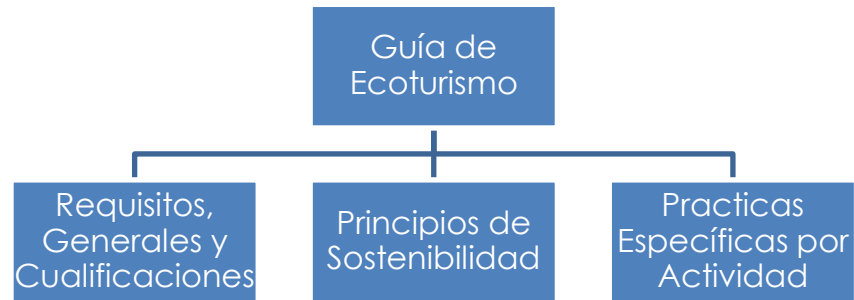 Guía de
Ecoturismo
Requisitos,
Generales y
Cualificaciones
Principios de
Sostenibilidad
Practicas
Específicas por
Actividad